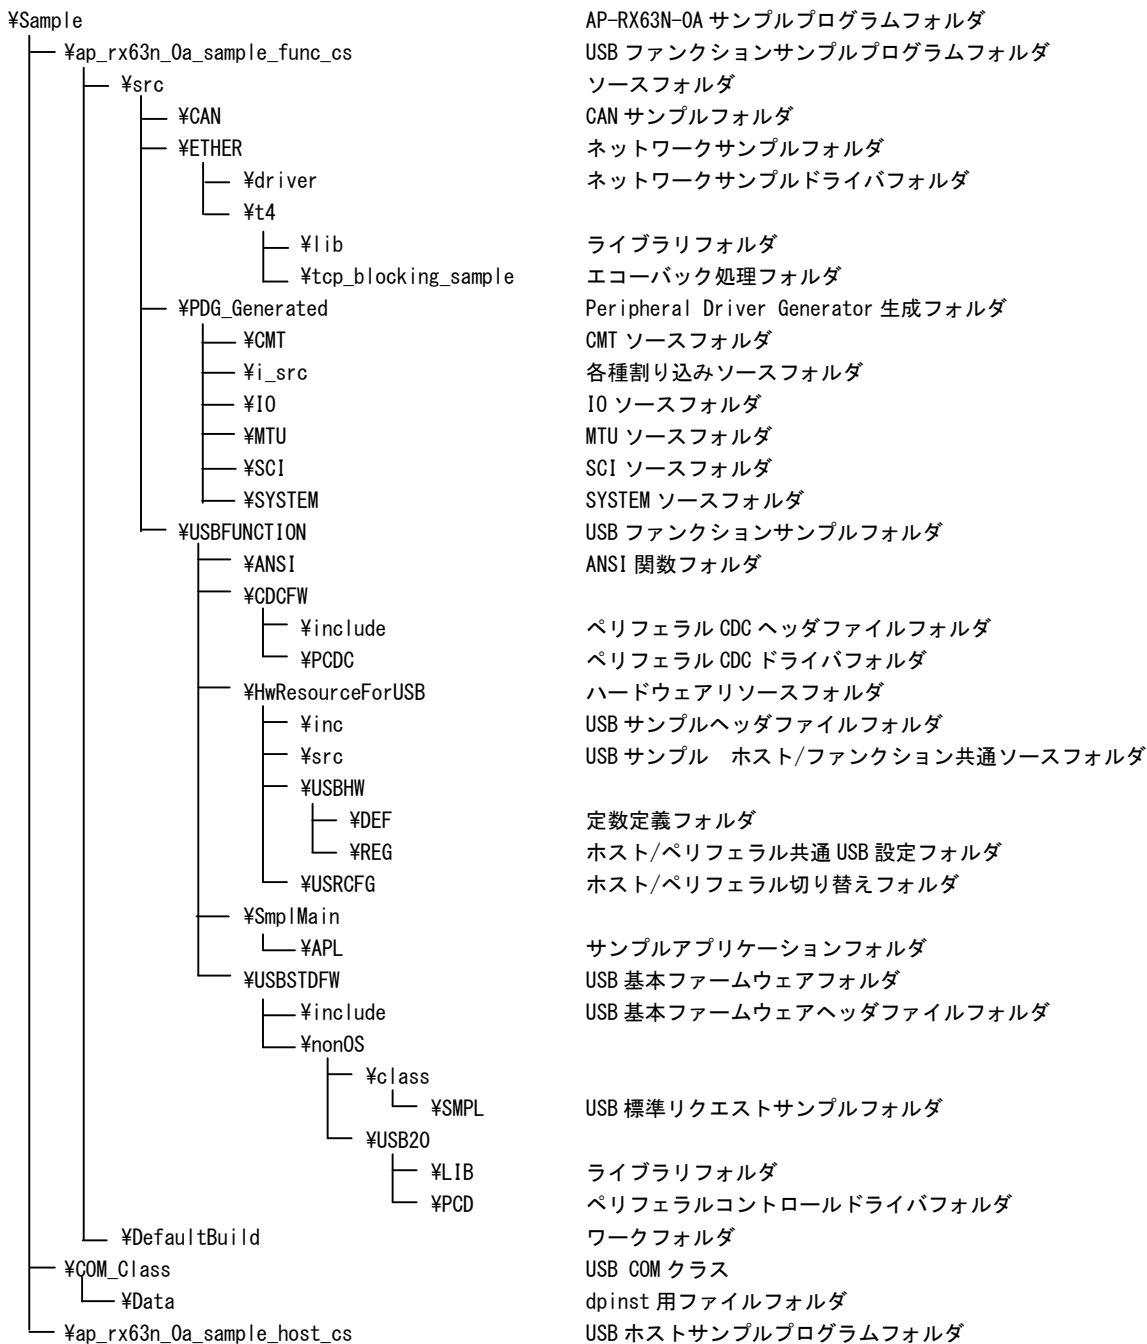 ¥Sample AP-RX63N-0A サンプルプログラムフォルダ
¥ap_rx63n_0a_sample_func_cs USB ファンクションサンプルプログラムフォルダ
¥src ソースフォルダ
¥CAN CAN サンプルフォルダ
¥ETHER ネットワークサンプルフォルダ
¥driver ネットワークサンプルドライバフォルダ
¥t4
¥lib ライブラリフォルダ
¥tcp_blocking_sample エコーバック処理フォルダ
¥PDG_Generated Peripheral Driver Generator 生成フォルダ
¥CMT CMT ソースフォルダ
¥i_src 各種割り込みソースフォルダ
¥IO IO ソースフォルダ
¥MTU MTU ソースフォルダ
¥SCI SCI ソースフォルダ
¥SYSTEM SYSTEM ソースフォルダ
¥USBFUNCTION USB ファンクションサンプルフォルダ
¥ANSI ANSI 関数フォルダ
¥CDCFW
¥include ペリフェラル CDC ヘッダファイルフォルダ
¥PCDC ペリフェラル CDC ドライバフォルダ
¥HwResourceForUSB ハードウェアリソースフォルダ
¥inc USB サンプルヘッダファイルフォルダ
¥src USB サンプル　ホスト/ファンクション共通ソースフォルダ
¥USBHW
¥DEF 定数定義フォルダ
¥REG ホスト/ペリフェラル共通 USB 設定フォルダ
¥USRCFG ホスト/ペリフェラル切り替えフォルダ
¥SmplMain
¥APL サンプルアプリケーションフォルダ
¥USBSTDFW USB 基本ファームウェアフォルダ
¥include USB 基本ファームウェアヘッダファイルフォルダ
¥nonOS
¥class
¥SMPL USB 標準リクエストサンプルフォルダ
¥USB20
¥LIB ライブラリフォルダ
¥PCD ペリフェラルコントロールドライバフォルダ
¥DefaultBuild ワークフォルダ
¥COM_Class USB COM クラス
¥Data dpinst 用ファイルフォルダ
¥ap_rx63n_0a_sample_host_cs USB ホストサンプルプログラムフォルダ